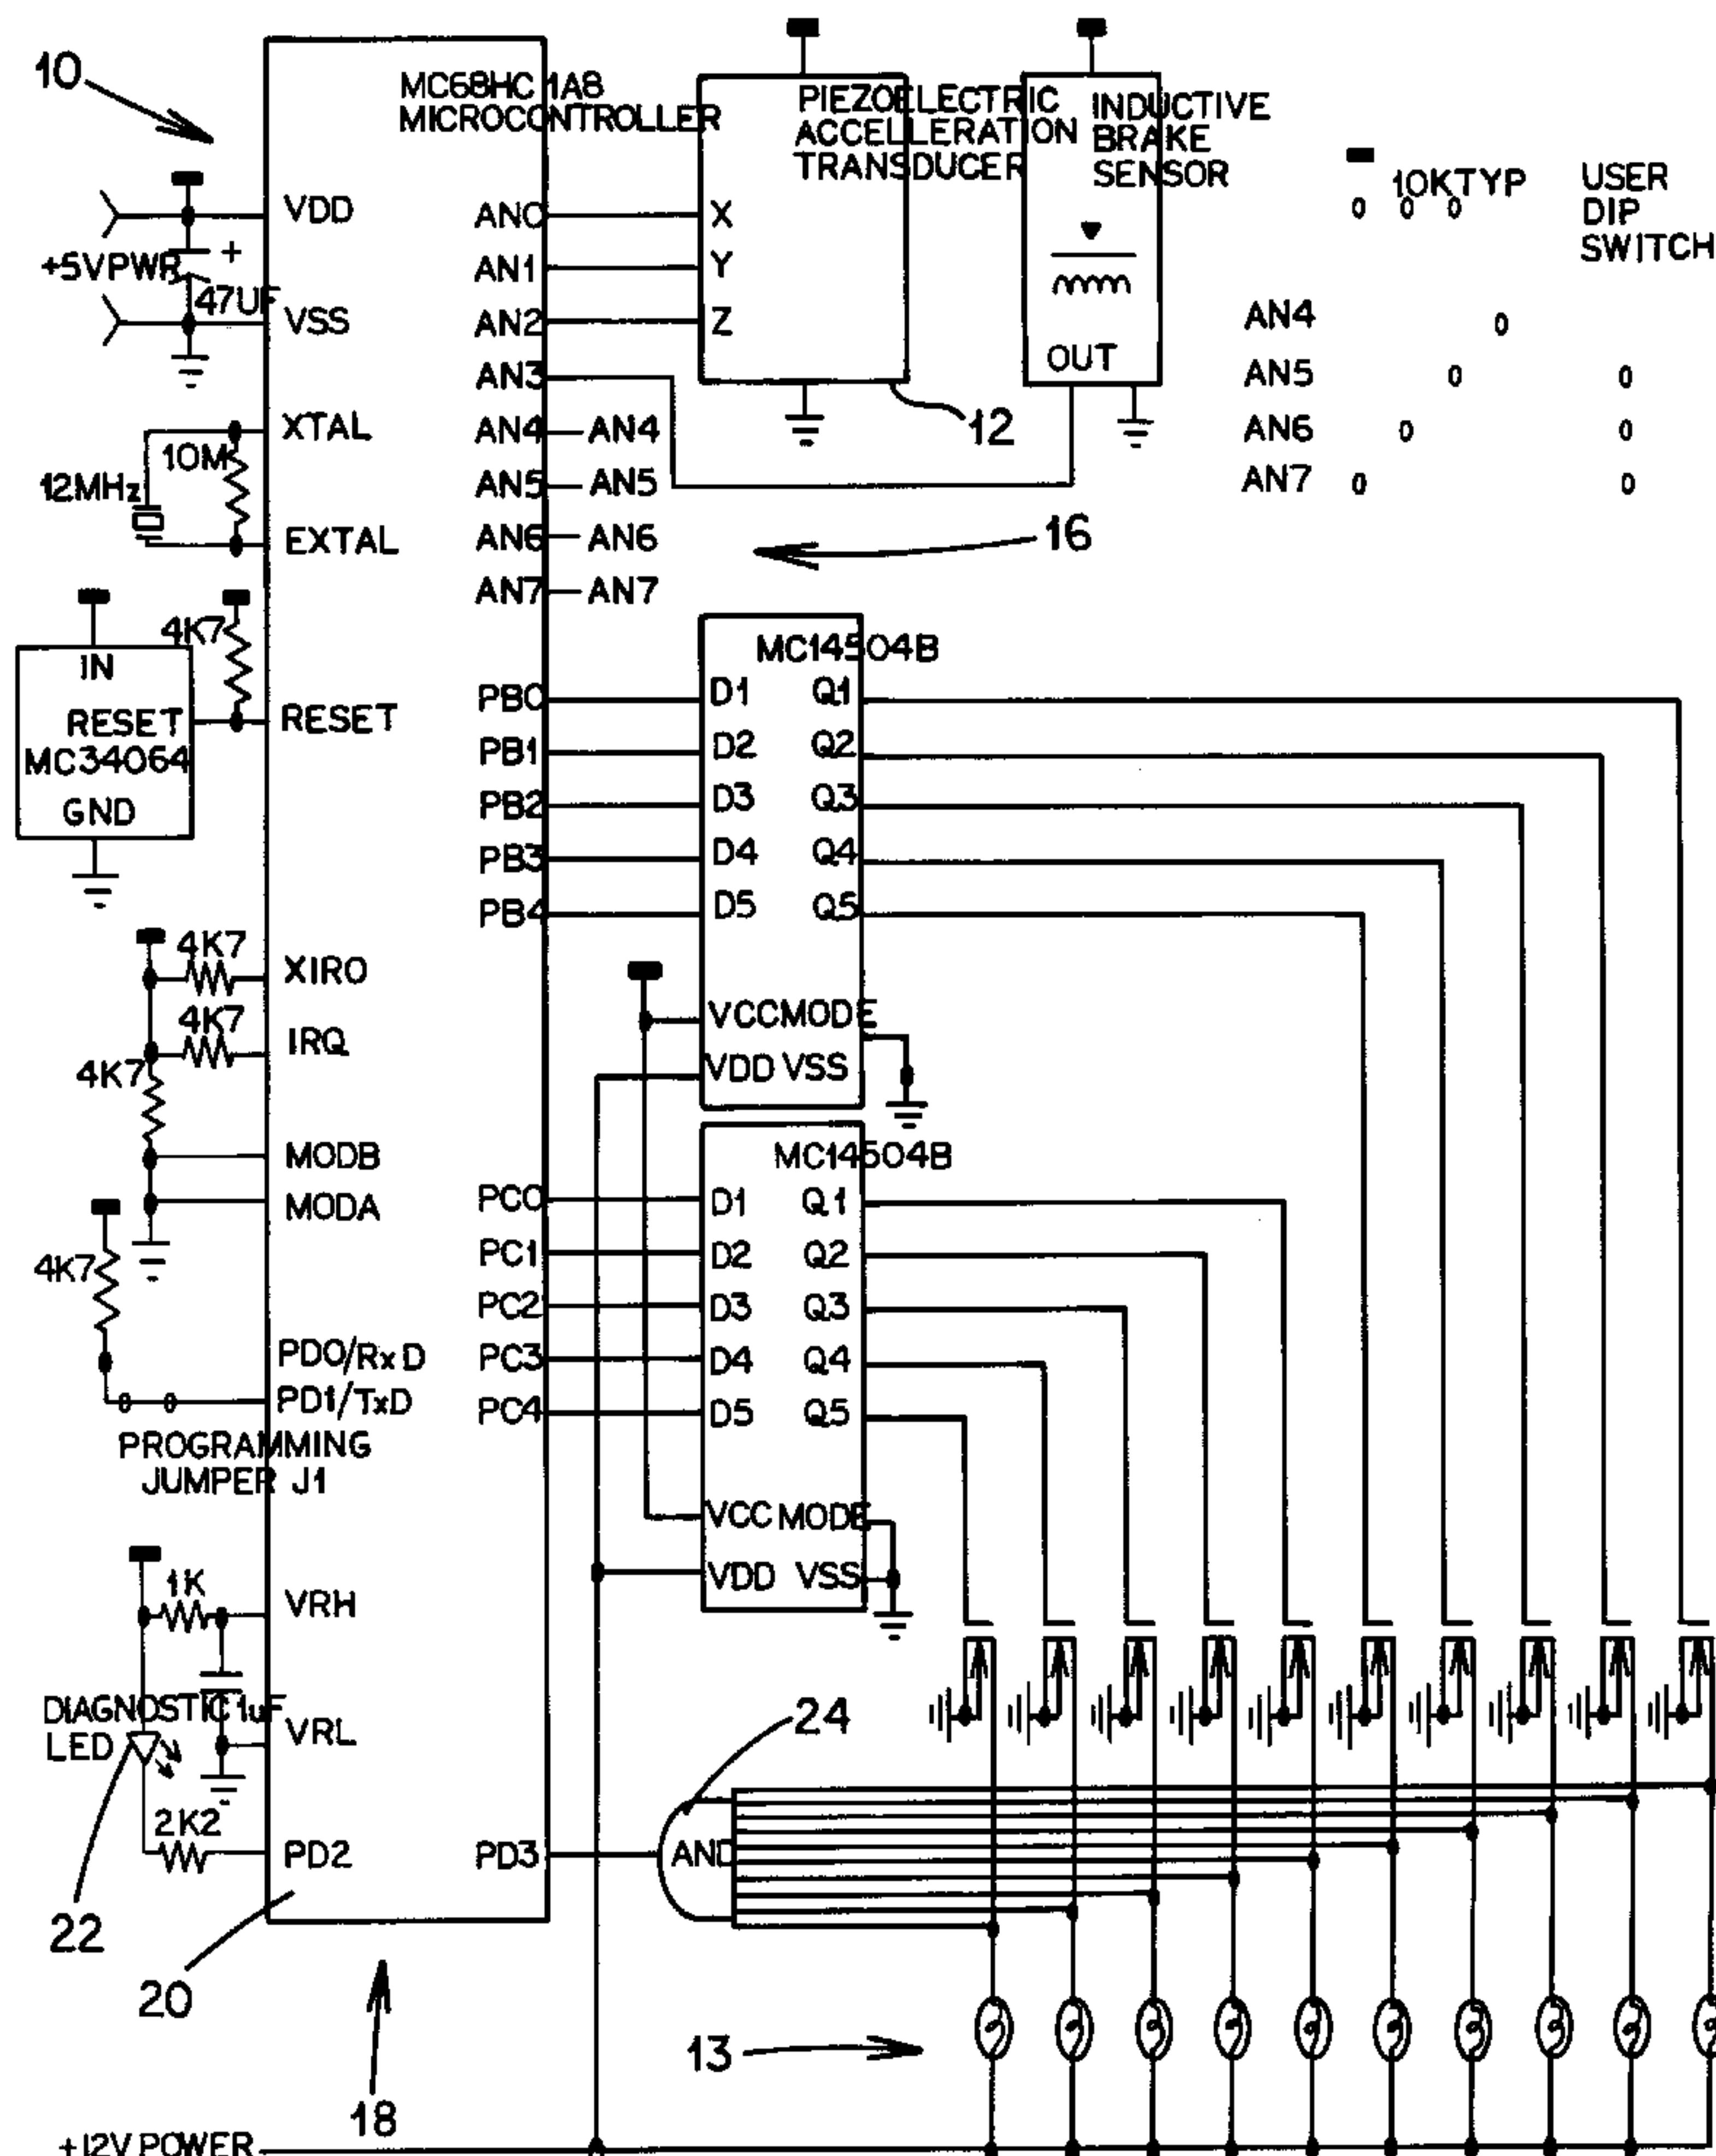 10
MC68HC 1A8
MICROCONTROLLER
PIEZOELECTRIC
ACCELLERATION
TRANSDUCER
INDUCTIVE
BRAKE
SENSOR
10KTYP
USER
DIP
SWITCH
VDD
AN0
X
+5VPWR
+
47UF
AN1
Y
VSS
AN2
Z
AN4
OUT
AN3
AN5
12
XTAL
10M
AN4
AN4
AN6
12MHz
AN5
AN5
AN7
EXTAL
AN6
AN6
16
AN7
AN7
4K7
IN
MC14504B
RESET
RESET
MC34064
GND
PB0
D1
Q1
PB1
D2
Q2
PB2
D3
Q3
PB3
D4
Q4
PB4
D5
Q5
4K7
XIRO
4K7
IRQ
VCC MODE
4K7
VDD VSS
MODB
MC14504B
MODA
PC0
D1
Q1
4K7
PC1
D2
Q2
PC2
D3
Q3
PD0/RxD
PC3
D4
Q4
PD1/TxD
PC4
D5
Q5
PROGRAMMING
JUMPER J1
VCC MODE
1K
VRH
VDD VSS
DIAGNOSTIC
LED
1uF
VRL
24
2K2
PD2
PD3
AND
22
20
13
18
+12V POWER